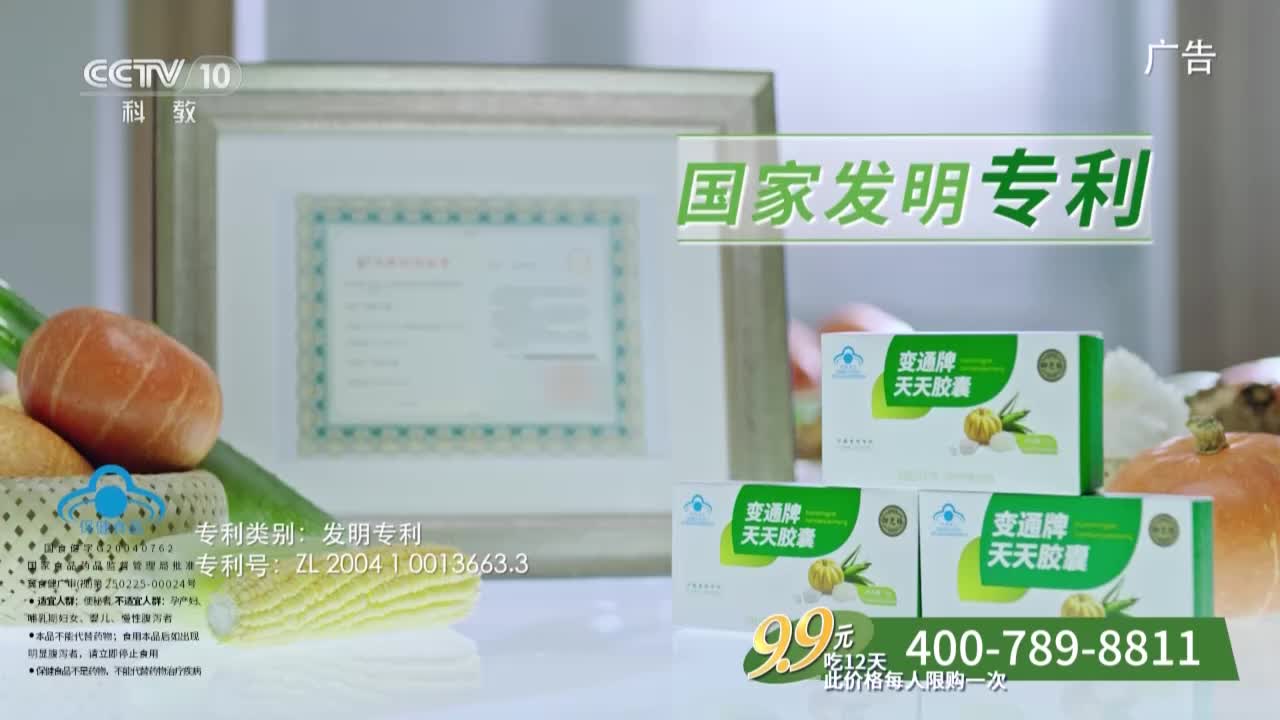 CCTV 10
科教
广告
国家发明专利
变通牌
天天胶囊
变通牌
天天胶囊
变通牌
天天胶囊
保健食品
国食健字G20040762
国家食品药品监督管理局批准
冀食健广审(视)第250225-00024号
●适宜人群：便秘者,不适宜人群：孕产妇、
哺乳期妇女、婴儿、慢性腹泻者
●本品不能代替药物；食用本品后如出现
明显腹泻者，请立即停止食用
●保健食品不是药物，不能代替药物治疗疾病
专利类别：发明专利
专利号：ZL 2004 1 0013663.3
9.9元
吃12天
此价格每人限购一次
400-789-8811